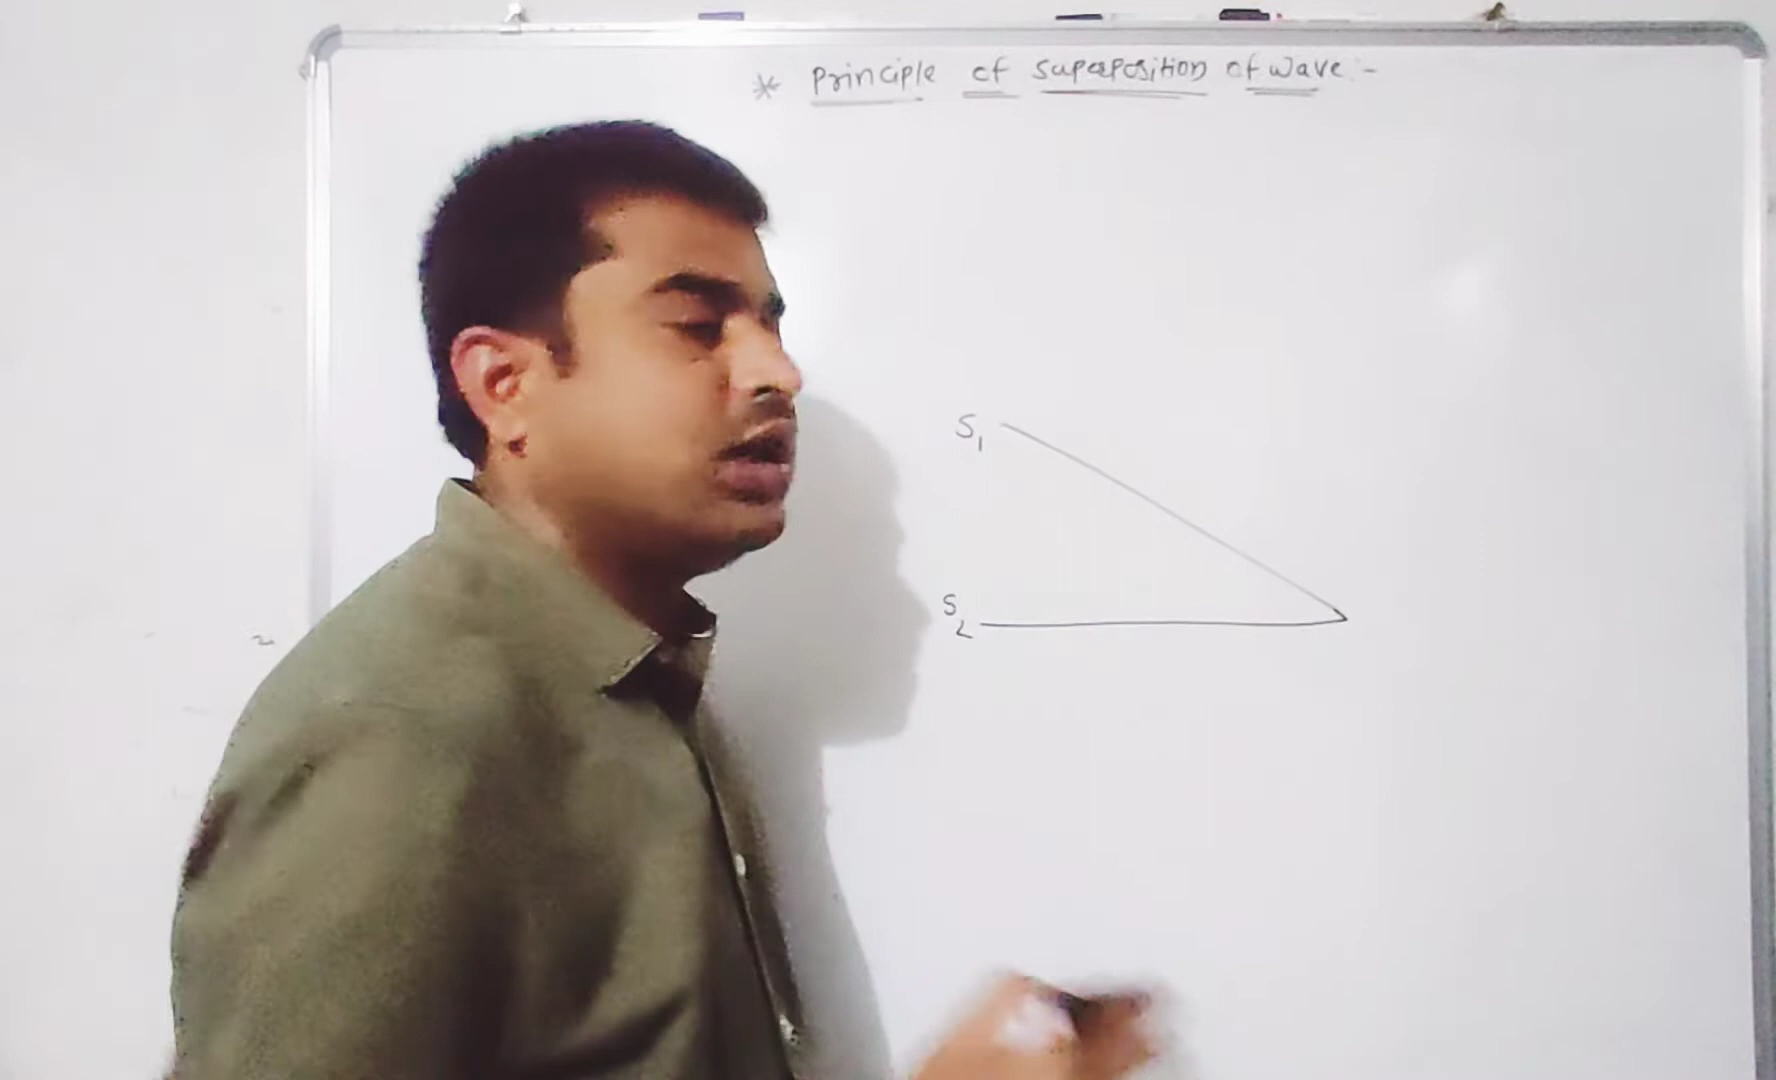 * Principle of superposition of wave :-
S1
S2